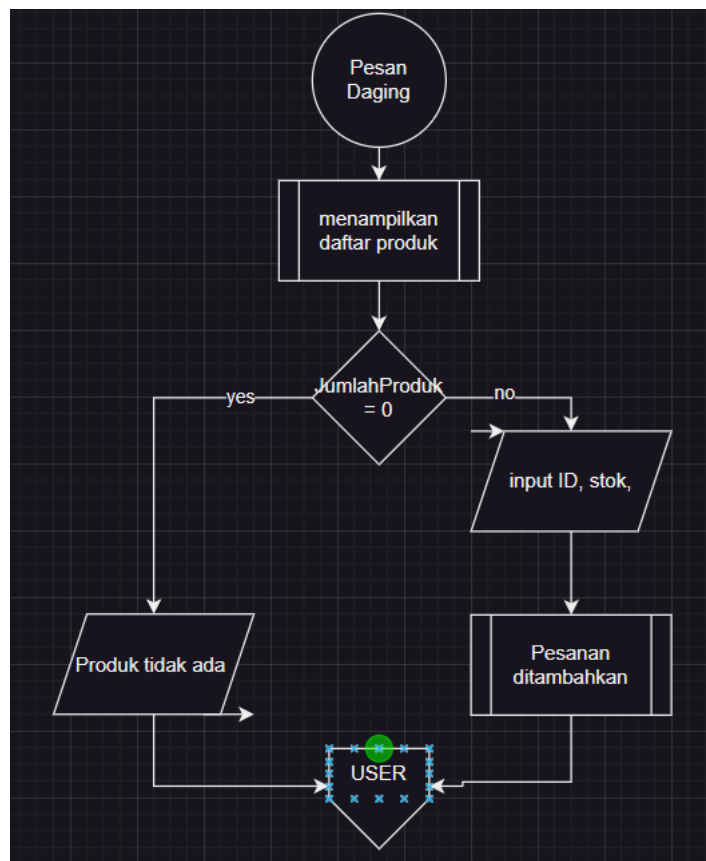 Pesan
Daging
menampilkan
daftar produk
JumlahProduk
= 0
yes
no
input ID, stok,
Produk tidak ada
Pesanan
ditambahkan
USER